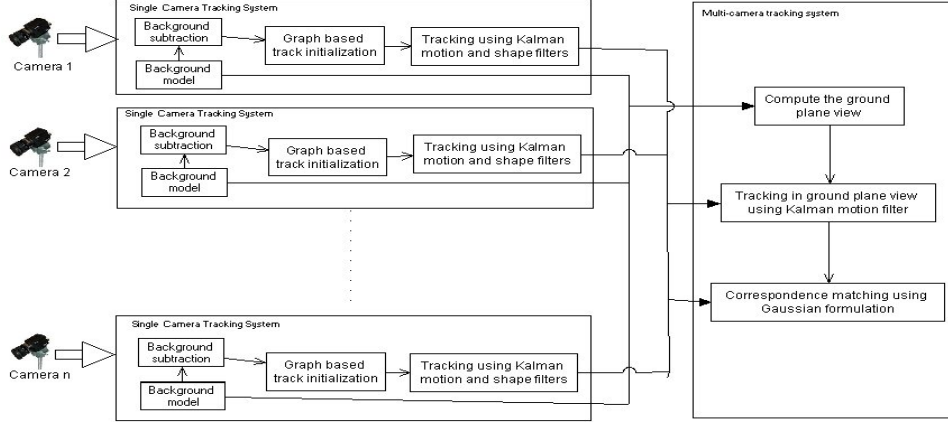 Single Camera Tracking System
Background
subtraction
Graph based
track initialization
Tracking using Kalman
motion and shape filters
Background
model
Camera 1
Single Camera Tracking System
Background
subtraction
Graph based
track initialization
Tracking using Kalman
motion and shape filters
Background
model
Camera 2
Single Camera Tracking System
Background
subtraction
Graph based
track initialization
Tracking using Kalman
motion and shape filters
Background
model
Camera n
Multi-camera tracking system
Compute the ground
plane view
Tracking in ground plane view
using Kalman motion filter
Correspondence matching using
Gaussian formulation